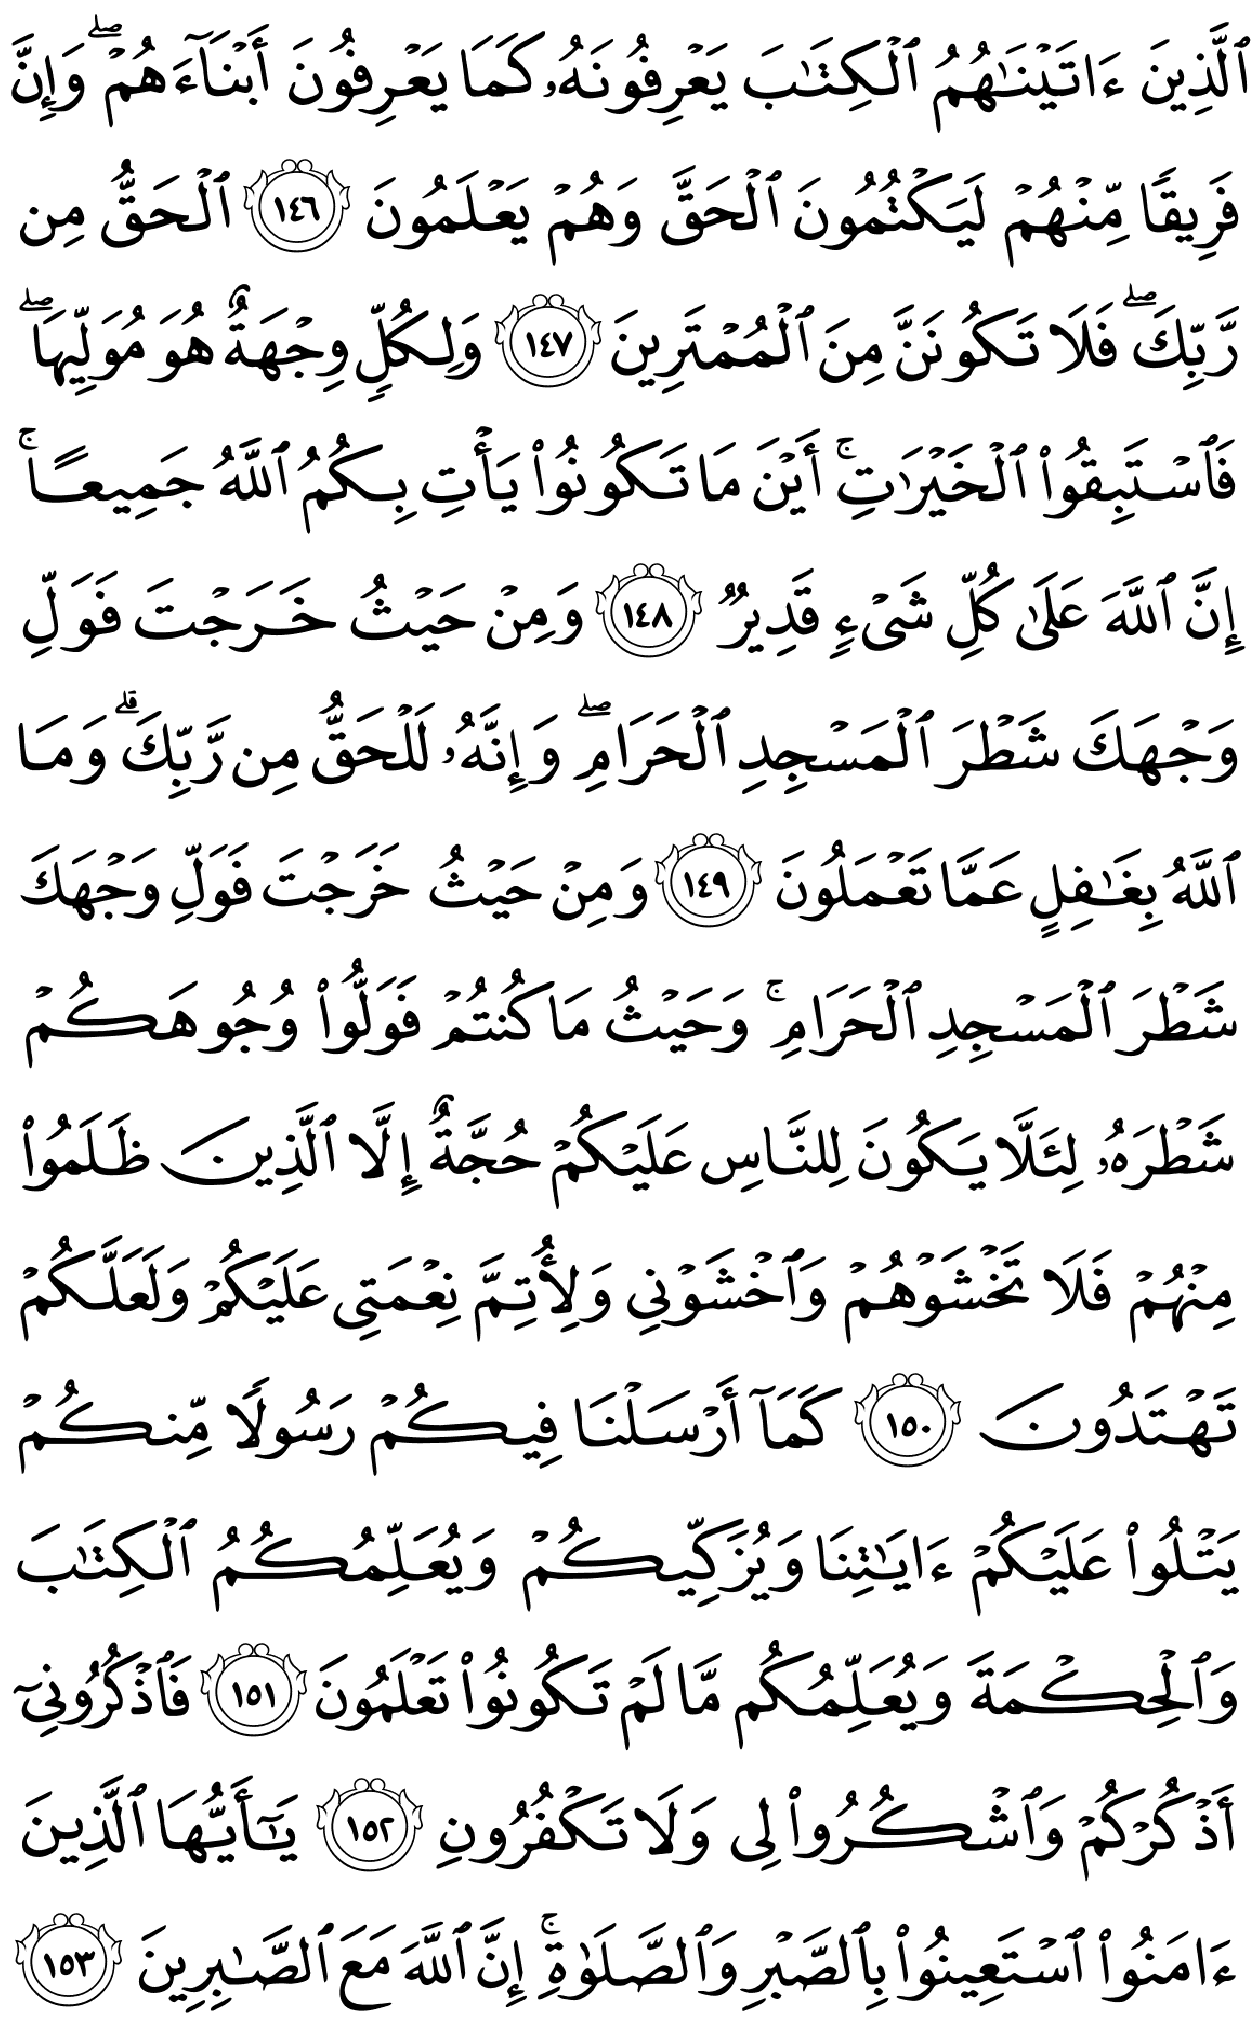 ٱلَّذِينَ ءَاتَيْنَٰهُمُ ٱلْكِتَٰبَ يَعْرِفُونَهُۥ كَمَا يَعْرِفُونَ أَبْنَآءَهُمْ ۖ وَإِنَّ
فَرِيقًا مِّنْهُمْ لَيَكْتُمُونَ ٱلْحَقَّ وَهُمْ يَعْلَمُونَ ١٤٦ ٱلْحَقُّ مِن
رَّبِّكَ ۖ فَلَا تَكُونَنَّ مِنَ ٱلْمُمْتَرِينَ ١٤٧ وَلِكُلٍّ وِجْهَةٌ هُوَ مُوَلِّيهَا ۖ
فَٱسْتَبِقُوا۟ ٱلْخَيْرَٰتِ ۚ أَيْنَ مَا تَكُونُوا۟ يَأْتِ بِكُمُ ٱللَّهُ جَمِيعًا ۚ
إِنَّ ٱللَّهَ عَلَىٰ كُلِّ شَىْءٍ قَدِيرٌ ١٤٨ وَمِنْ حَيْثُ خَرَجْتَ فَوَلِّ
وَجْهَكَ شَطْرَ ٱلْمَسْجِدِ ٱلْحَرَامِ ۖ وَإِنَّهُۥ لَلْحَقُّ مِن رَّبِّكَ ۗ وَمَا
ٱللَّهُ بِغَٰفِلٍ عَمَّا تَعْمَلُونَ ١٤٩ وَمِنْ حَيْثُ خَرَجْتَ فَوَلِّ وَجْهَكَ
شَطْرَ ٱلْمَسْجِدِ ٱلْحَرَامِ ۚ وَحَيْثُ مَا كُنتُمْ فَوَلُّوا۟ وُجُوهَكُمْ
شَطْرَهُۥ لِئَلَّا يَكُونَ لِلنَّاسِ عَلَيْكُمْ حُجَّةٌ إِلَّا ٱلَّذِينَ ظَلَمُوا۟
مِنْهُمْ فَلَا تَخْشَوْهُمْ وَٱخْشَوْنِى وَلِأُتِمَّ نِعْمَتِى عَلَيْكُمْ وَلَعَلَّكُمْ
تَهْتَدُونَ ١٥٠ كَمَآ أَرْسَلْنَا فِيكُمْ رَسُولًا مِّنكُمْ
يَتْلُوا۟ عَلَيْكُمْ ءَايَٰتِنَا وَيُزَكِّيكُمْ وَيُعَلِّمُكُمُ ٱلْكِتَٰبَ
وَٱلْحِكْمَةَ وَيُعَلِّمُكُم مَّا لَمْ تَكُونُوا۟ تَعْلَمُونَ ١٥١ فَٱذْكُرُونِىٓ
أَذْكُرْكُمْ وَٱشْكُرُوا۟ لِى وَلَا تَكْفُرُونِ ١٥٢ يَٰٓأَيُّهَا ٱلَّذِينَ
ءَامَنُوا۟ ٱسْتَعِينُوا۟ بِٱلصَّبْرِ وَٱلصَّلَوٰةِ ۚ إِنَّ ٱللَّهَ مَعَ ٱلصَّٰبِرِينَ ١٥٣